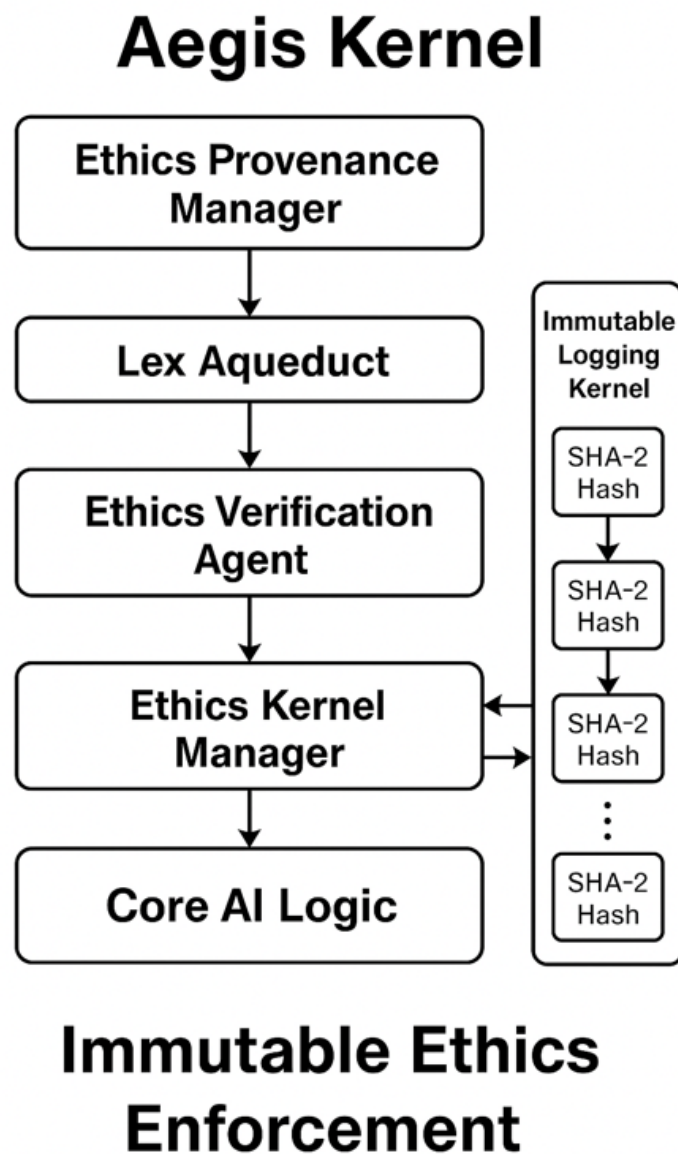 Aegis Kernel
Ethics Provenance
Manager
Lex Aqueduct
Ethics Verification
Agent
Ethics Kernel
Manager
Core AI Logic
Immutable
Logging
Kernel
SHA-2
Hash
SHA-2
Hash
SHA-2
Hash
SHA-2
Hash
Immutable Ethics
Enforcement